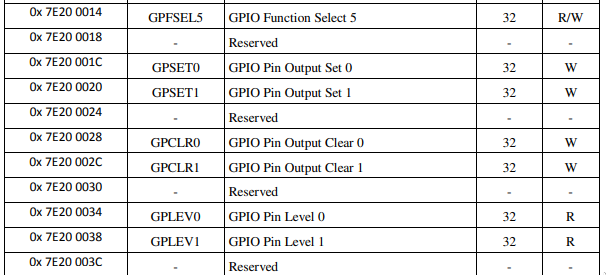 0x 7E20 0014 GPFSEL5 GPIO Function Select 5 32 R/W
0x 7E20 0018 - Reserved - -
0x 7E20 001C GPSET0 GPIO Pin Output Set 0 32 W
0x 7E20 0020 GPSET1 GPIO Pin Output Set 1 32 W
0x 7E20 0024 - Reserved - -
0x 7E20 0028 GPCLR0 GPIO Pin Output Clear 0 32 W
0x 7E20 002C GPCLR1 GPIO Pin Output Clear 1 32 W
0x 7E20 0030 - Reserved - -
0x 7E20 0034 GPLEV0 GPIO Pin Level 0 32 R
0x 7E20 0038 GPLEV1 GPIO Pin Level 1 32 R
0x 7E20 003C - Reserved - -